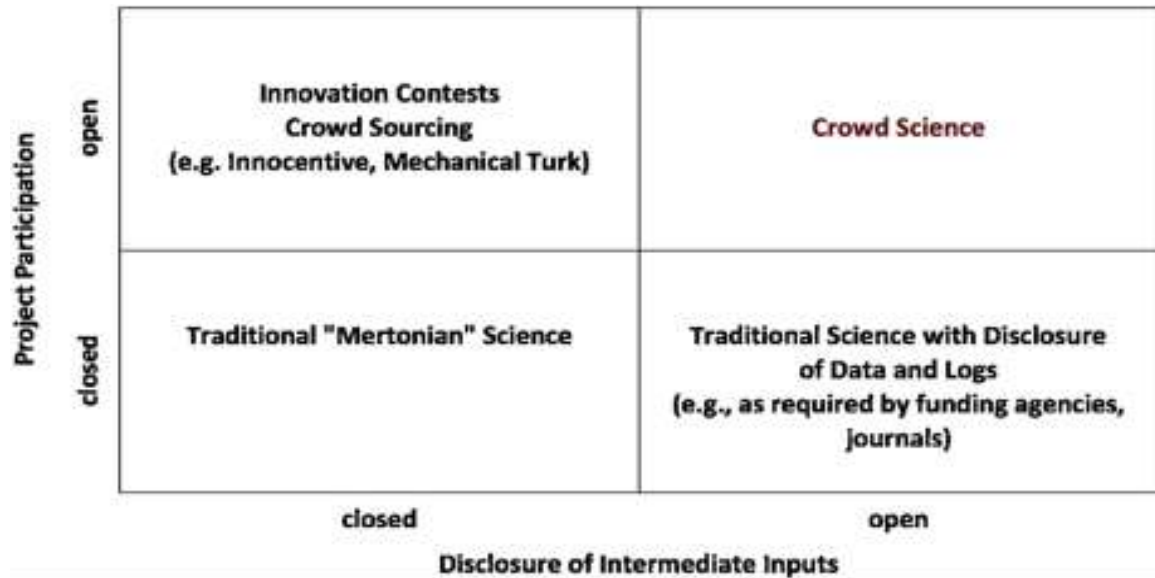 Project Participation
open
Innovation Contests
Crowd Sourcing
(e.g. Innocentive, Mechanical Turk)
Crowd Science
closed
Traditional "Mertonian" Science
Traditional Science with Disclosure
of Data and Logs
(e.g., as required by funding agencies,
journals)
closed
open
Disclosure of Intermediate Inputs